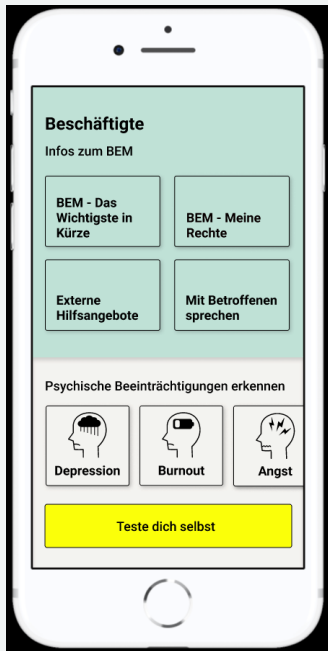 Beschäftigte
Infos zum BEM
BEM - Das
Wichtigste in
Kürze
BEM - Meine
Rechte
Externe
Hilfsangebote
Mit Betroffenen
sprechen
Psychische Beeinträchtigungen erkennen
Depression
Burnout
Angst
Teste dich selbst